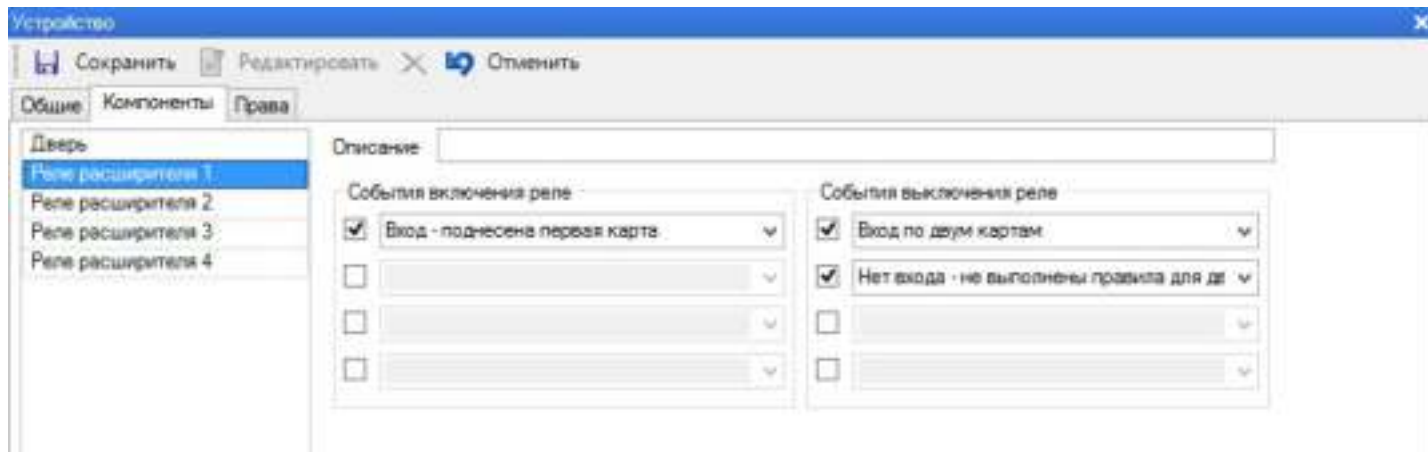 Устройство
Сохранить Редактировать Отменить
Общие Компоненты Права
Дверь
Реле расширителя 1
Реле расширителя 2
Реле расширителя 3
Реле расширителя 4
Описание
События включения реле
Вход - поднесена первая карта
События выключения реле
Вход по двум картам
Нет входа - не выполнены правила для дв